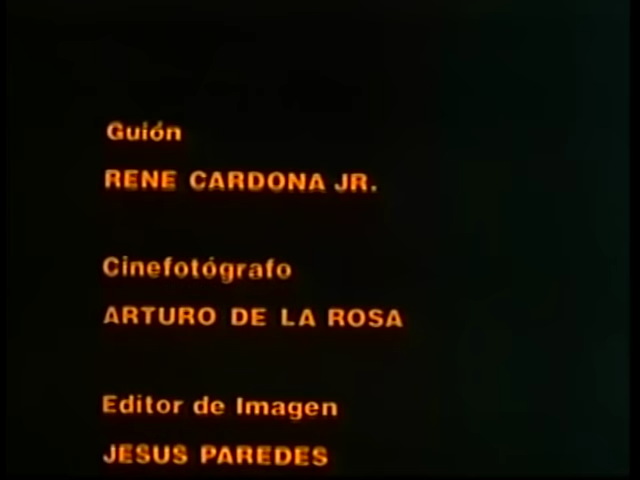 Guión
RENE CARDONA JR.
Cinefotógrafo
ARTURO DE LA ROSA
Editor de Imagen
JESUS PAREDES